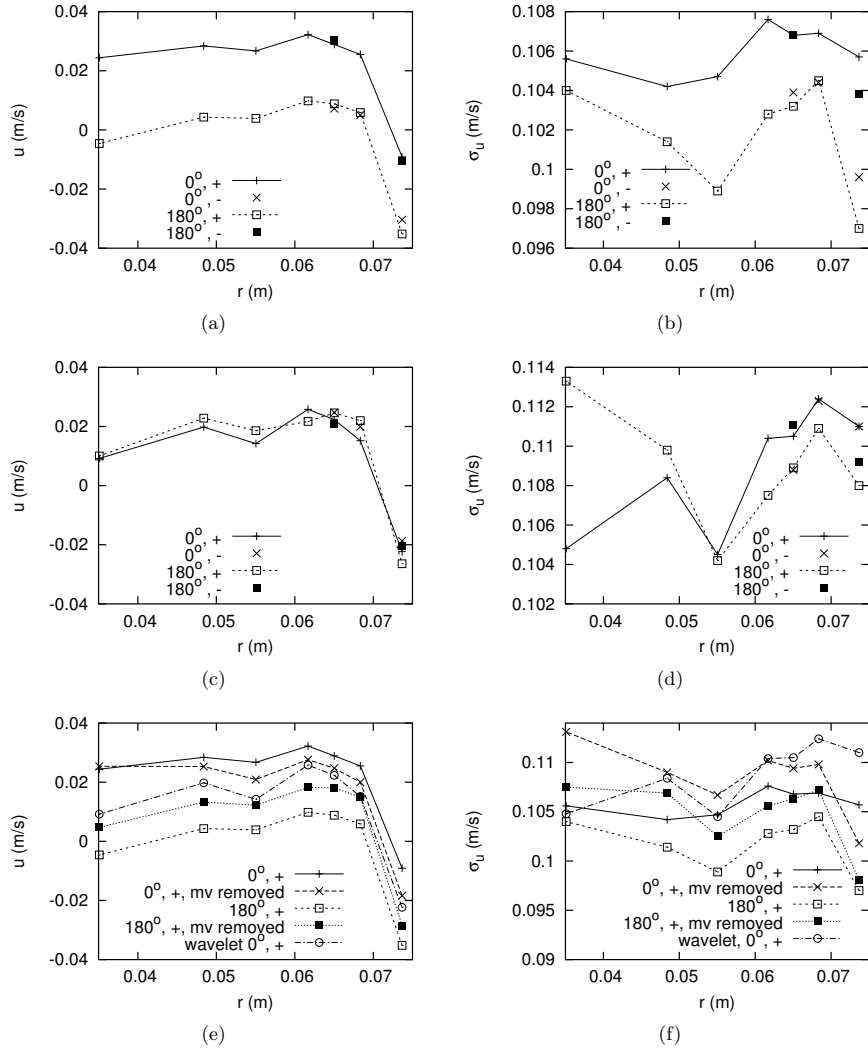 0.04
0.02
0
-0.02
-0.04
u (m/s)
0°, +
0°, -
180°, +
180°, -
0.04 0.05 0.06 0.07
r (m)
(a)
0.108
0.106
0.104
0.102
0.1
0.098
0.096
σu (m/s)
0°, +
0°, -
180°, +
180°, -
0.04 0.05 0.06 0.07
r (m)
(b)
0.04
0.02
0
-0.02
-0.04
u (m/s)
0°, +
0°, -
180°, +
180°, -
0.04 0.05 0.06 0.07
r (m)
(c)
0.114
0.112
0.11
0.108
0.106
0.104
0.102
σu (m/s)
0°, +
0°, -
180°, +
180°, -
0.04 0.05 0.06 0.07
r (m)
(d)
0.04
0.02
0
-0.02
-0.04
u (m/s)
0°, +
0°, +, mv removed
180°, +
180°, +, mv removed
wavelet 0°, +
0.04 0.05 0.06 0.07
r (m)
(e)
0.11
0.105
0.1
0.095
0.09
σu (m/s)
0°, +
0°, +, mv removed
180°, +
180°, +, mv removed
wavelet, 0°, +
0.04 0.05 0.06 0.07
r (m)
(f)